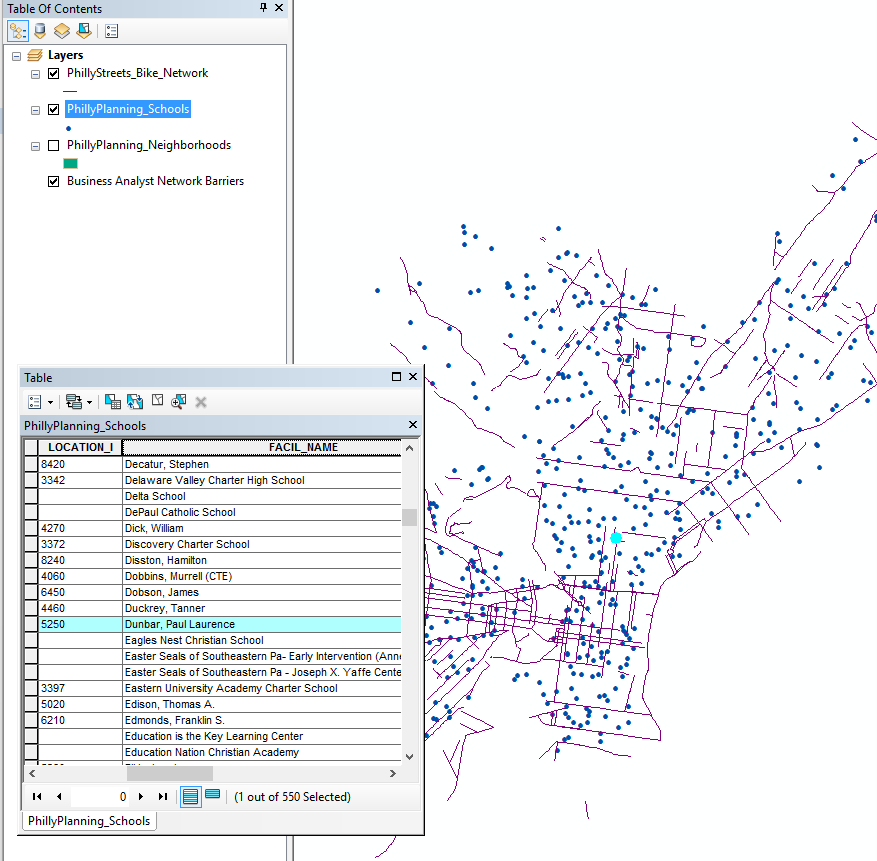 Table Of Contents
Layers
PhillyStreets_Bike_Network
PhillyPlanning_Schools
PhillyPlanning_Neighborhoods
Business Analyst Network Barriers
Table
PhillyPlanning_Schools
LOCATION_I FACIL_NAME
8420 Decatur, Stephen
3342 Delaware Valley Charter High School
Delta School
DePaul Catholic School
4270 Dick, William
3372 Discovery Charter School
8240 Disston, Hamilton
4060 Dobbins, Murrell (CTE)
6450 Dobson, James
4460 Duckrey, Tanner
5250 Dunbar, Paul Laurence
Eagles Nest Christian School
Easter Seals of Southeastern Pa- Early Intervention (Anne
Easter Seals of Southeastern Pa - Joseph X. Yaffe Cente
3397 Eastern University Academy Charter School
5020 Edison, Thomas A.
6210 Edmonds, Franklin S.
Education is the Key Learning Center
Education Nation Christian Academy
0 (1 out of 550 Selected)
PhillyPlanning_Schools